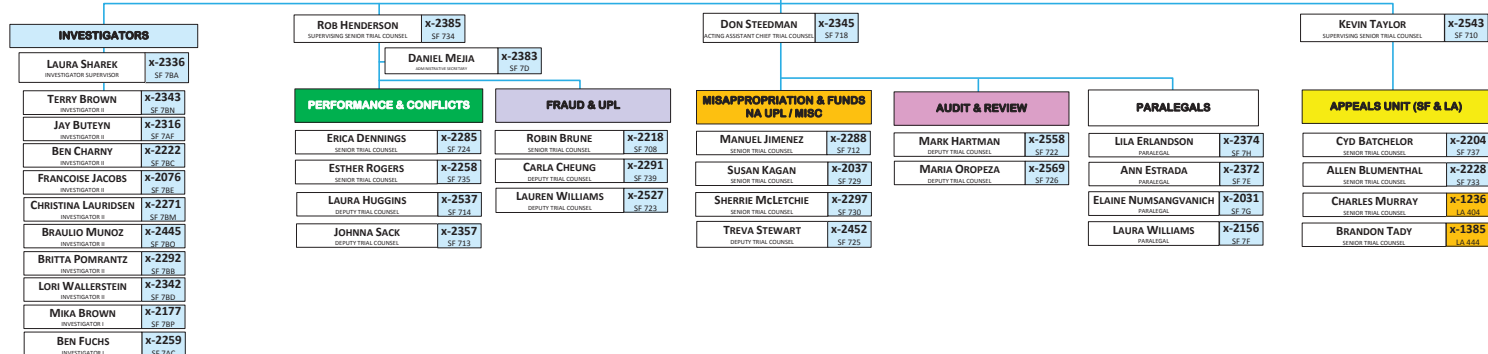 INVESTIGATORS
LAURA SHAREK x-2336
INVESTIGATOR SUPERVISOR SF 7BA
TERRY BROWN x-2343
INVESTIGATOR II SF 7BN
JAY BUTEYN x-2316
INVESTIGATOR II SF 7AF
BEN CHARNY x-2222
INVESTIGATOR II SF 7BC
FRANCOISE JACOBS x-2076
INVESTIGATOR II SF 7BE
CHRISTINA LAURIDSEN x-2271
INVESTIGATOR II SF 7BM
BRAULIO MUNOZ x-2445
INVESTIGATOR II SF 7BO
BRITTA POMRANTZ x-2292
INVESTIGATOR II SF 7BB
LORI WALLERSTEIN x-2342
INVESTIGATOR II SF 7BD
MIKA BROWN x-2177
INVESTIGATOR I SF 7BP
BEN FUCHS x-2259
INVESTIGATOR I SF 7AC
ROB HENDERSON x-2385
SUPERVISING SENIOR TRIAL COUNSEL SF 734
DANIEL MEJIA x-2383
ADMINISTRATIVE SECRETARY SF 7D
PERFORMANCE & CONFLICTS
ERICA DENNINGS x-2285
SENIOR TRIAL COUNSEL SF 724
ESTHER ROGERS x-2258
SENIOR TRIAL COUNSEL SF 735
LAURA HUGGINS x-2537
DEPUTY TRIAL COUNSEL SF 714
JOHNNA SACK x-2357
DEPUTY TRIAL COUNSEL SF 713
FRAUD & UPL
ROBIN BRUNE x-2218
SENIOR TRIAL COUNSEL SF 708
CARLA CHEUNG x-2291
DEPUTY TRIAL COUNSEL SF 739
LAUREN WILLIAMS x-2527
DEPUTY TRIAL COUNSEL SF 723
DON STEEDMAN x-2345
ACTING ASSISTANT CHIEF TRIAL COUNSEL SF 718
MISAPPROPRIATION & FUNDS
NA UPL / MISC
MANUEL JIMENEZ x-2288
SENIOR TRIAL COUNSEL SF 712
SUSAN KAGAN x-2037
SENIOR TRIAL COUNSEL SF 729
SHERRIE MCLETCHIE x-2297
SENIOR TRIAL COUNSEL SF 730
TREVA STEWART x-2452
DEPUTY TRIAL COUNSEL SF 725
AUDIT & REVIEW
MARK HARTMAN x-2558
DEPUTY TRIAL COUNSEL SF 722
MARIA OROPEZA x-2569
DEPUTY TRIAL COUNSEL SF 726
PARALEGALS
LILA ERLANDSON x-2374
PARALEGAL SF 7H
ANN ESTRADA x-2372
PARALEGAL SF 7E
ELAINE NUMSANGVANICH x-2031
PARALEGAL SF 7G
LAURA WILLIAMS x-2156
PARALEGAL SF 7F
KEVIN TAYLOR x-2543
SUPERVISING SENIOR TRIAL COUNSEL SF 710
APPEALS UNIT (SF & LA)
CYD BATCHELOR x-2204
SENIOR TRIAL COUNSEL SF 737
ALLEN BLUMENTHAL x-2228
SENIOR TRIAL COUNSEL SF 733
CHARLES MURRAY x-1236
SENIOR TRIAL COUNSEL LA 404
BRANDON TADY x-1385
SENIOR TRIAL COUNSEL LA 444